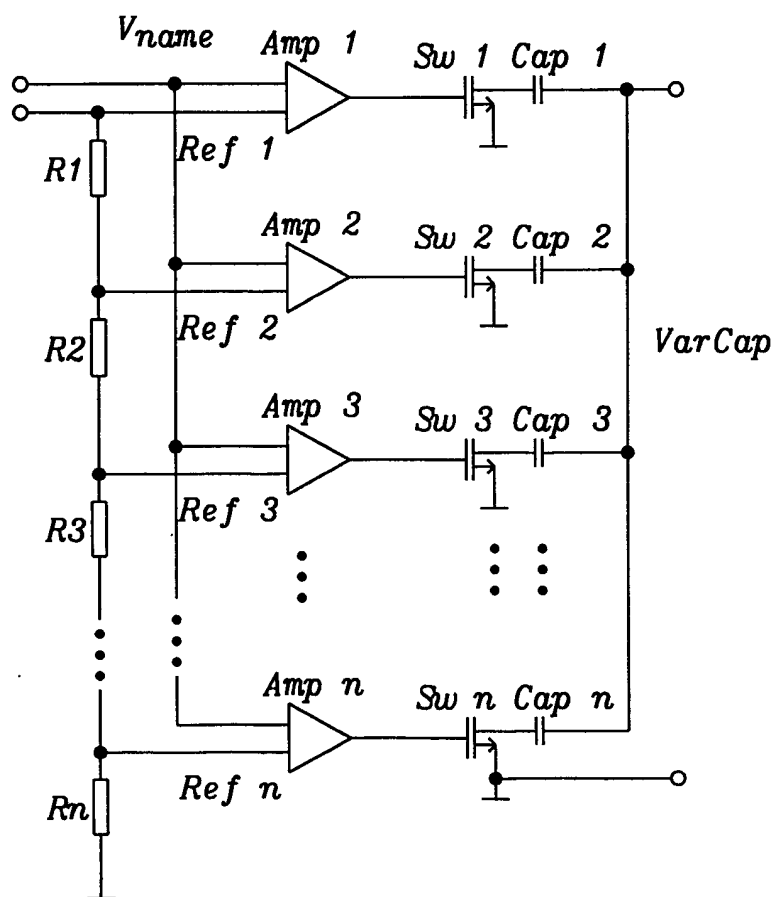 Vname
Amp 1
Sw 1 Cap 1
R1
Ref 1
Amp 2
Sw 2 Cap 2
R2
Ref 2
VarCap
Amp 3
Sw 3 Cap 3
R3
Ref 3
Amp n
Sw n Cap n
Rn
Ref n